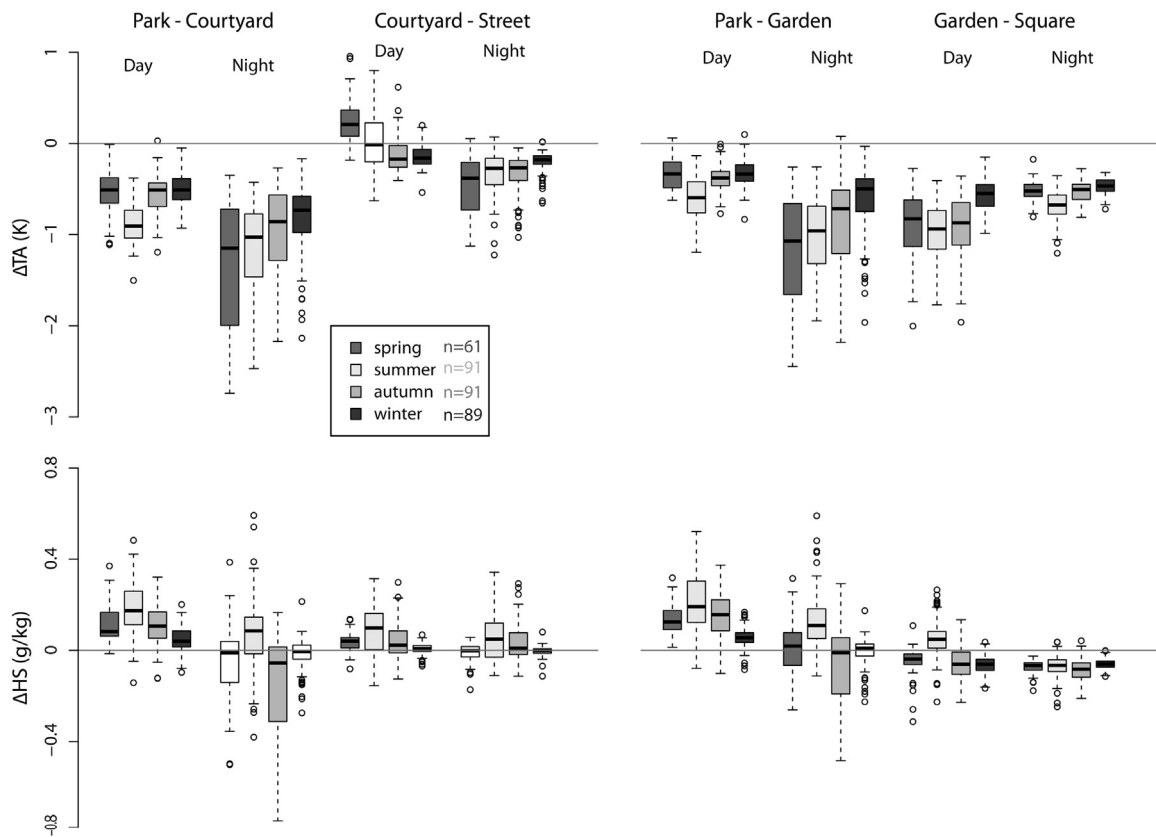 Park - Courtyard Courtyard - Street Park - Garden Garden - Square
Day Night Day Night Day Night Day Night
ΔTA (K)
1
0
−1
−2
−3
spring n=61
summer n=91
autumn n=91
winter n=89
ΔHS (g/kg)
0.8
0.4
0
−0.4
−0.8